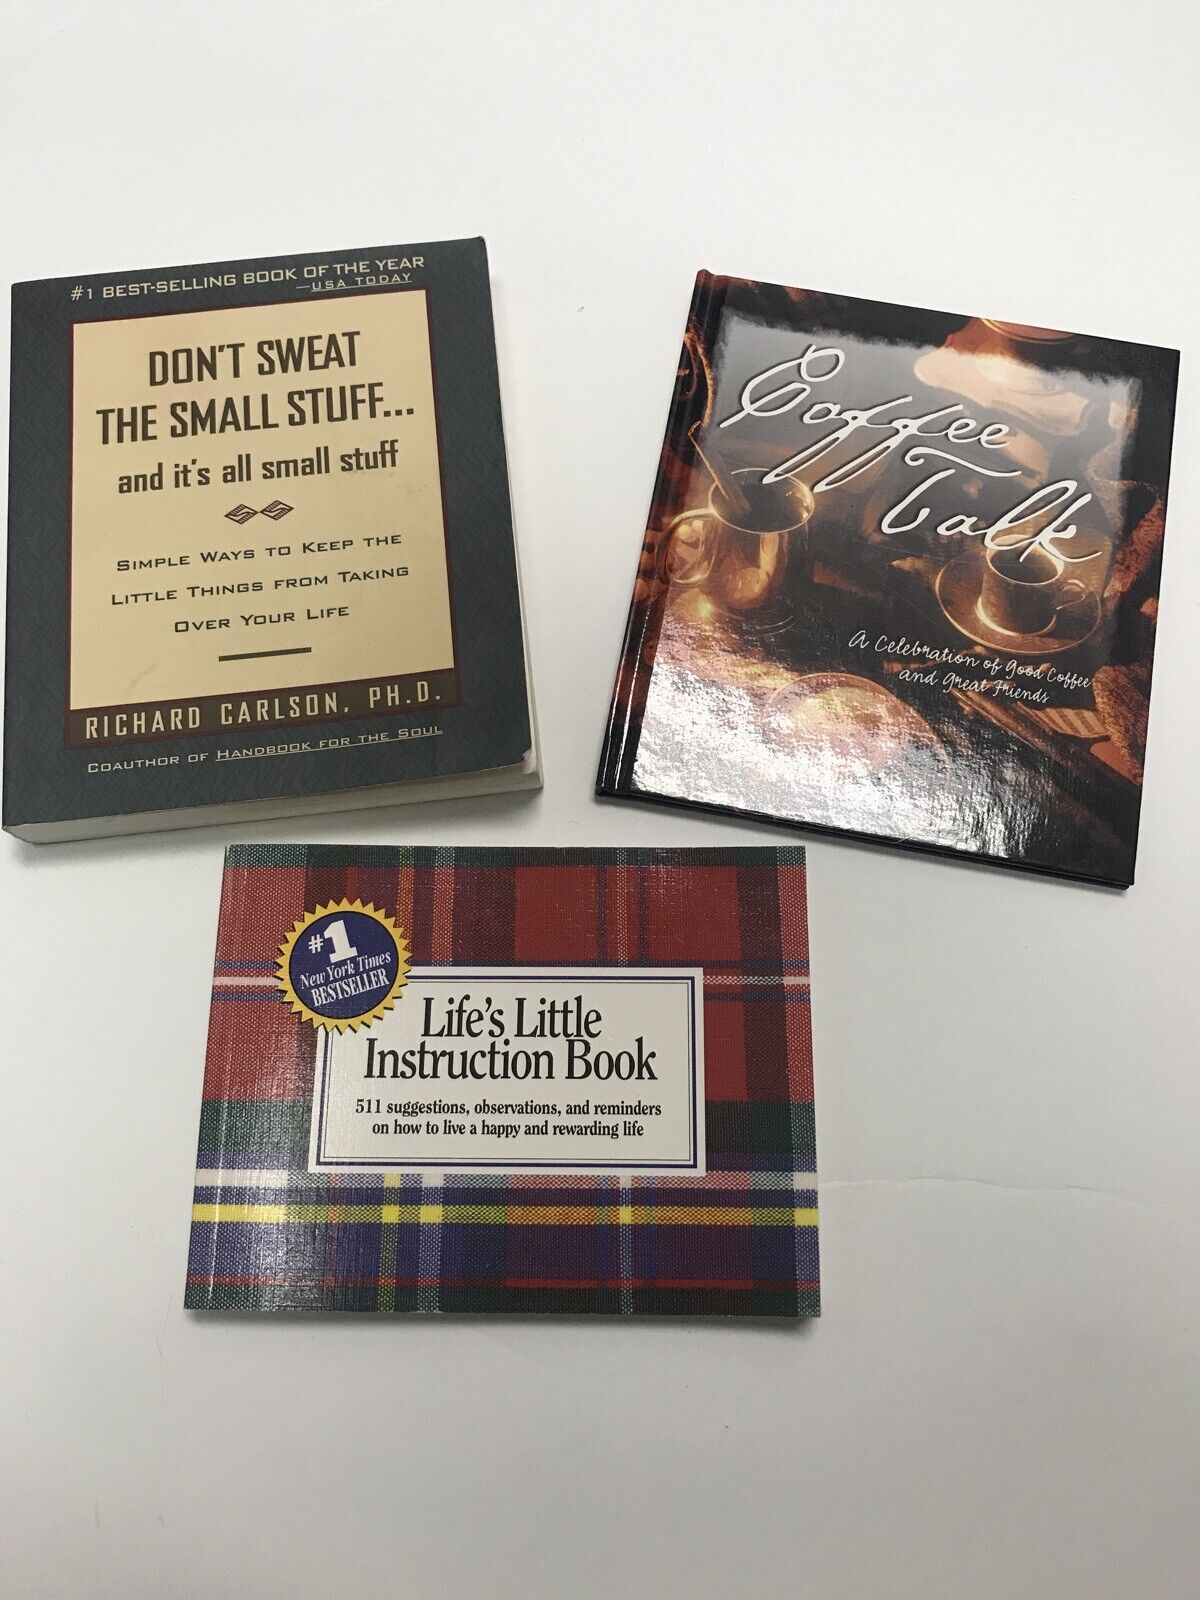 #1 BEST-SELLING BOOK OF THE YEAR
—USA TODAY
DON'T SWEAT
THE SMALL STUFF...
and it's all small stuff
SIMPLE WAYS TO KEEP THE
LITTLE THINGS FROM TAKING
OVER YOUR LIFE
RICHARD CARLSON, PH.D.
COAUTHOR OF HANDBOOK FOR THE SOUL
Coffee
Talk
A Celebration of Good Coffee
and Great Friends
#1
New York Times
BESTSELLER
Life's Little
Instruction Book
511 suggestions, observations, and reminders
on how to live a happy and rewarding life